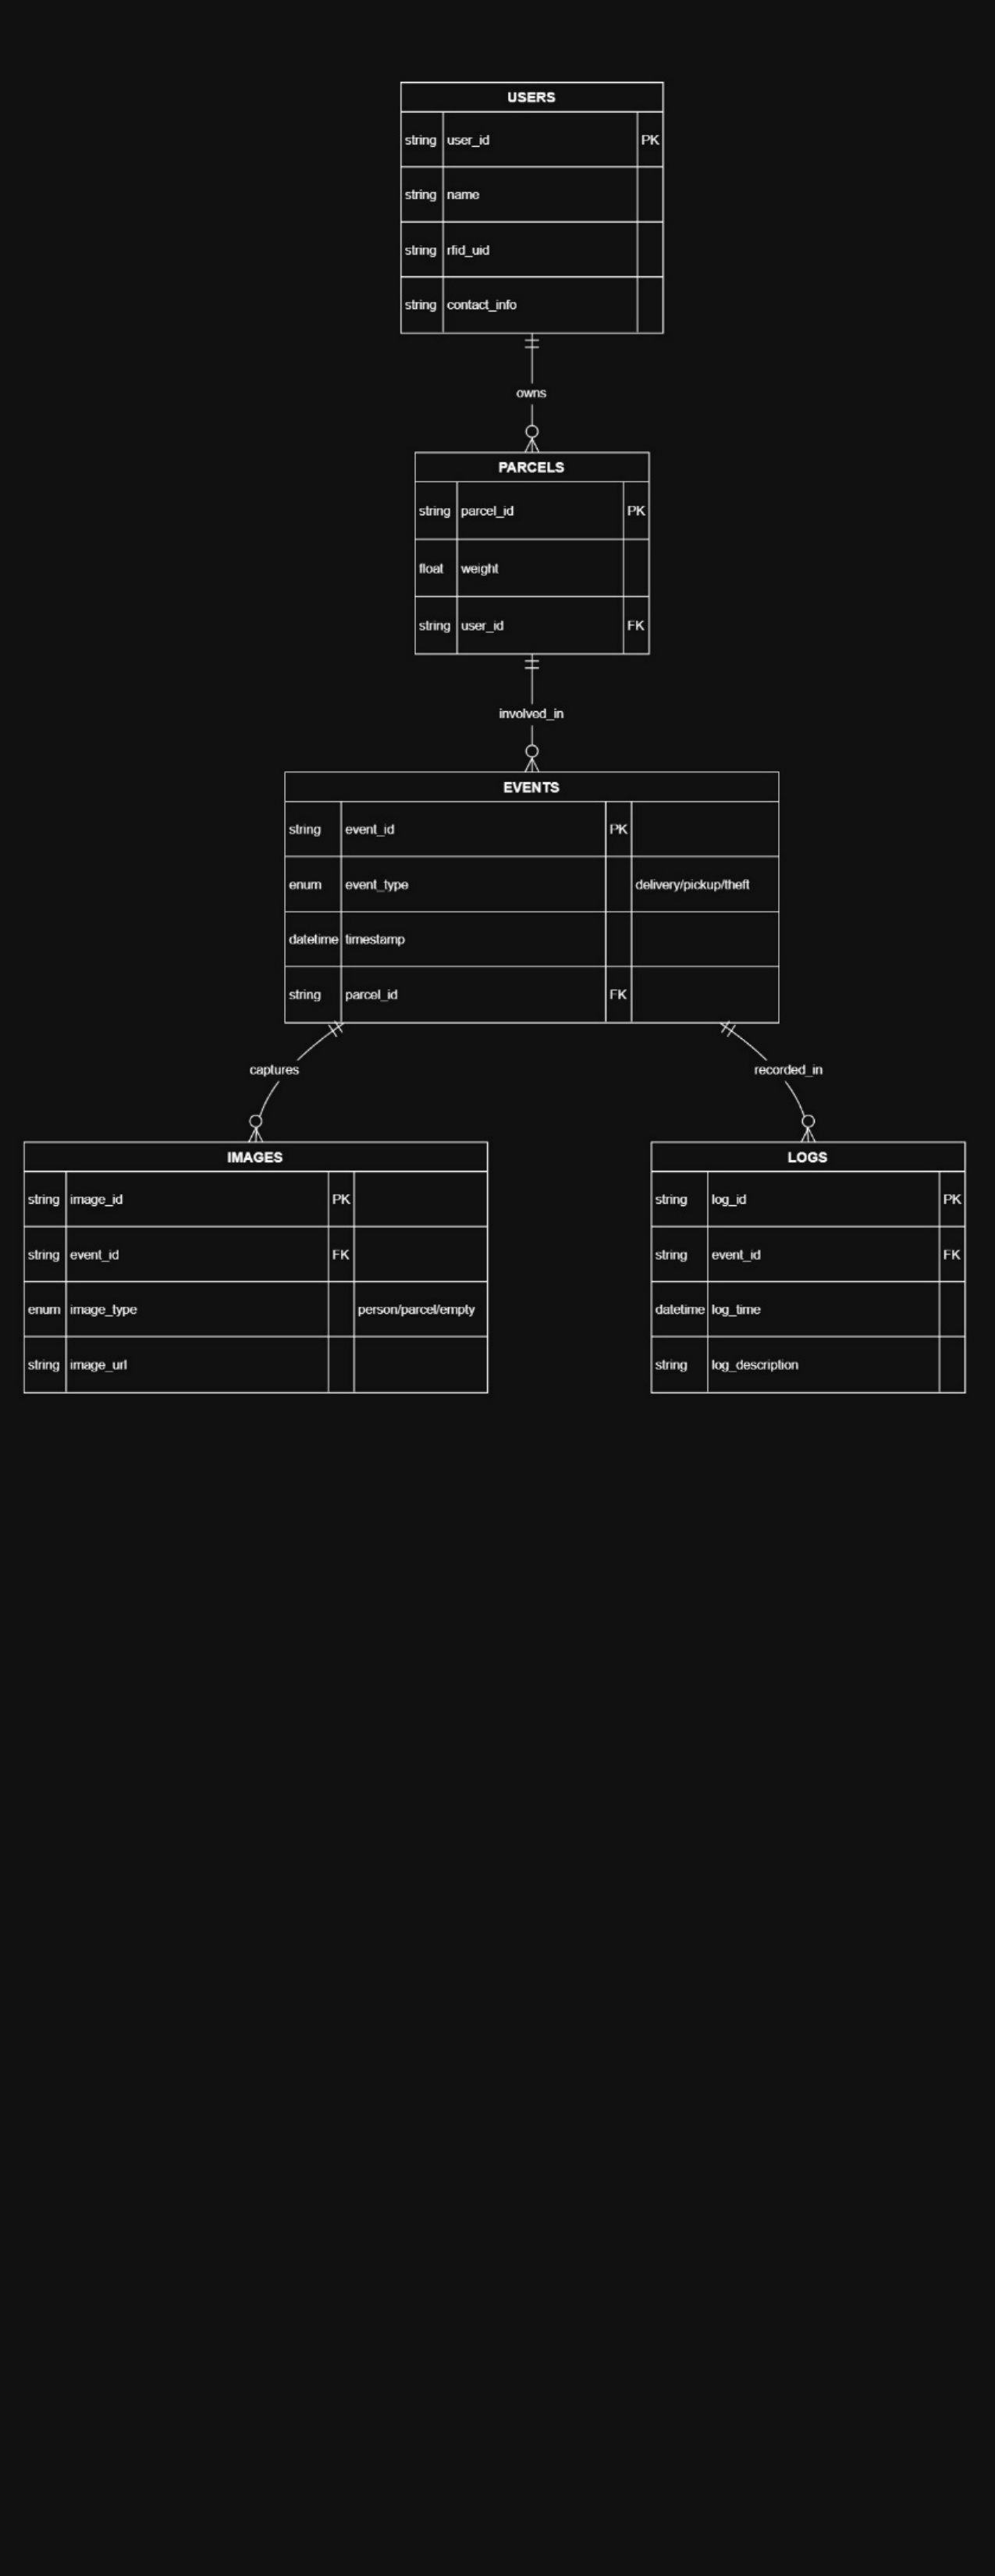 USERS
string user_id PK
string name
string rfid_uid
string contact_info
owns
PARCELS
string parcel_id PK
float weight
string user_id FK
involved_in
EVENTS
string event_id PK
enum event_type delivery/pickup/theft
datetime timestamp
string parcel_id FK
captures
recorded_in
IMAGES
string image_id PK
string event_id FK
enum image_type person/parcel/empty
string image_url
LOGS
string log_id PK
string event_id FK
datetime log_time
string log_description